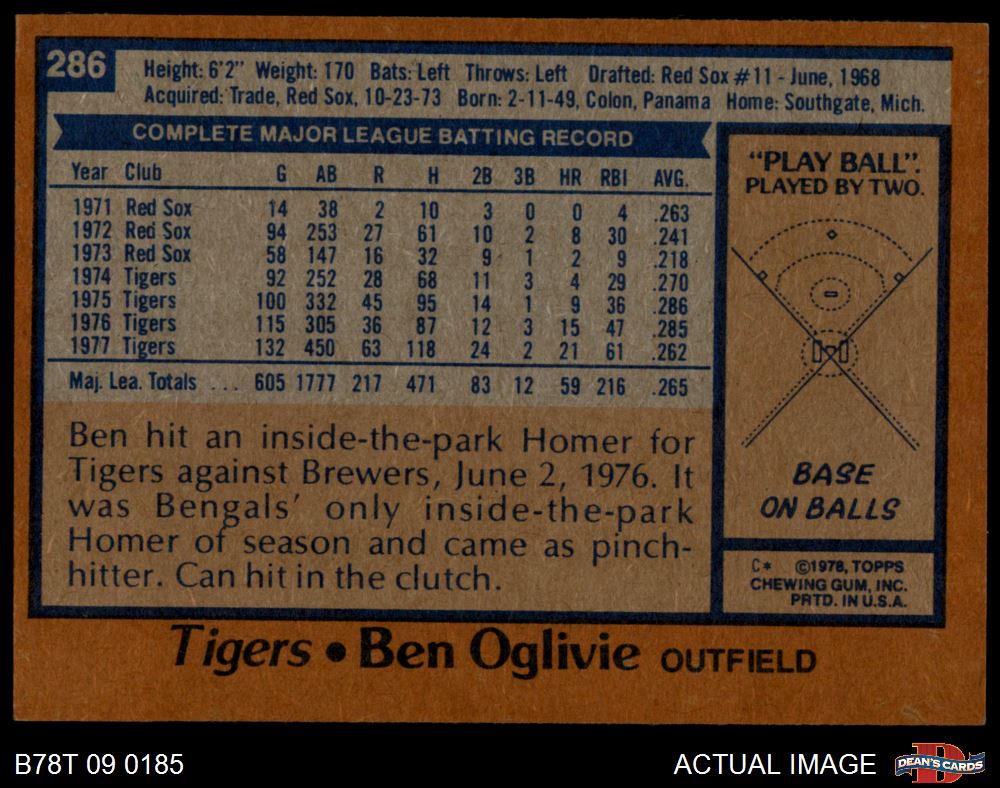 286
Height: 6'2" Weight: 170 Bats: Left Throws: Left Drafted: Red Sox #11 - June, 1968
Acquired: Trade, Red Sox, 10-23-73 Born: 2-11-49, Colon, Panama Home: Southgate, Mich.
COMPLETE MAJOR LEAGUE BATTING RECORD
Year Club G AB R H 2B 3B HR RBI AVG.
1971 Red Sox 14 38 2 10 3 0 0 4 .263
1972 Red Sox 94 253 27 61 10 2 8 30 .241
1973 Red Sox 58 147 16 32 9 1 2 9 .218
1974 Tigers 92 252 28 68 11 3 4 29 .270
1975 Tigers 100 332 45 95 14 1 9 36 .286
1976 Tigers 115 305 36 87 12 3 15 47 .285
1977 Tigers 132 450 63 118 24 2 21 61 .262
Maj. Lea. Totals ... 605 1777 217 471 83 12 59 216 .265
Ben hit an inside-the-park Homer for
Tigers against Brewers, June 2, 1976. It
was Bengals' only inside-the-park
Homer of season and came as pinch-
hitter. Can hit in the clutch.
"PLAY BALL".
PLAYED BY TWO.
BASE
ON BALLS
C* ©1978, TOPPS
CHEWING GUM, INC.
PRTD. IN U.S.A.
Tigers • Ben Oglivie OUTFIELD
B78T 09 0185
ACTUAL IMAGE
DEAN'S CARDS